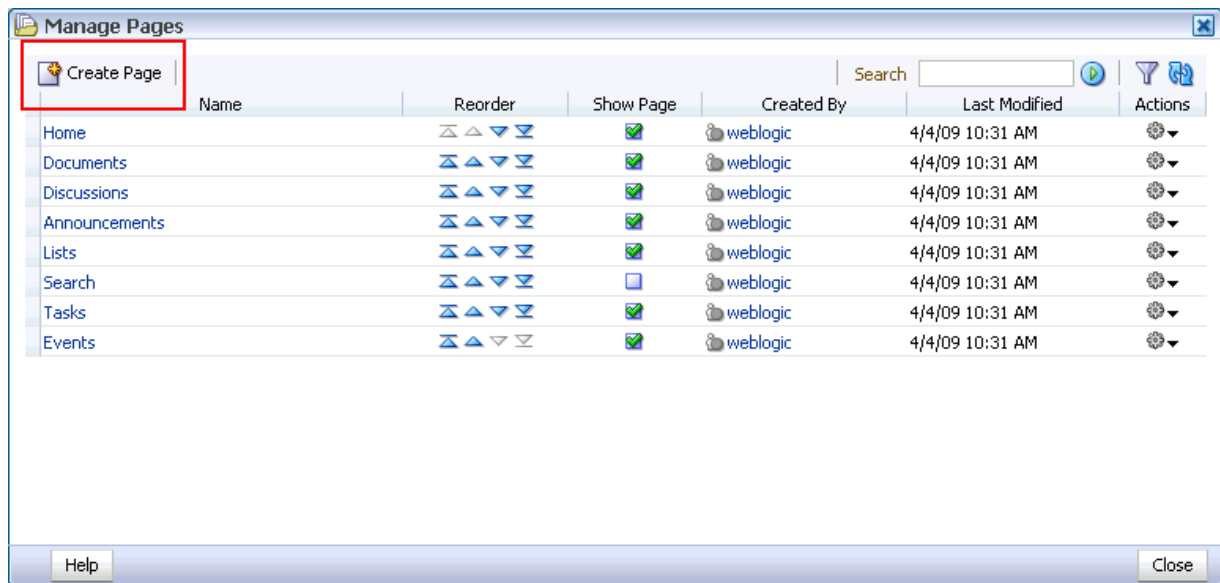 Manage Pages
Create Page Search
Name Reorder Show Page Created By Last Modified Actions
Home weblogic 4/4/09 10:31 AM
Documents weblogic 4/4/09 10:31 AM
Discussions weblogic 4/4/09 10:31 AM
Announcements weblogic 4/4/09 10:31 AM
Lists weblogic 4/4/09 10:31 AM
Search weblogic 4/4/09 10:31 AM
Tasks weblogic 4/4/09 10:31 AM
Events weblogic 4/4/09 10:31 AM
Help Close